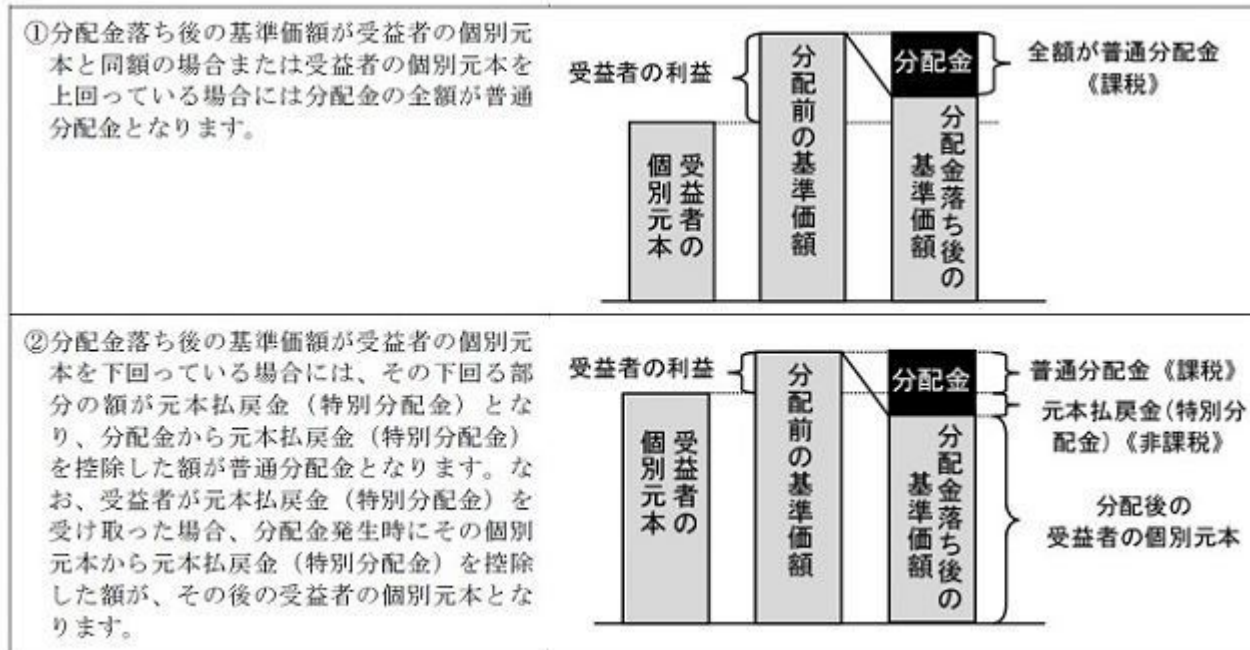 ①分配金落ち後の基準価額が受益者の個別元
本と同額の場合または受益者の個別元本を
上回っている場合には分配金の全額が普通
分配金となります。
受益者の利益
受益者の
個別元本
分配前の基準価額
分配金
分配金落ち後の
基準価額
全額が普通分配金
《課税》
②分配金落ち後の基準価額が受益者の個別元
本を下回っている場合には、その下回る部
分の額が元本払戻金（特別分配金）とな
り、分配金から元本払戻金（特別分配金）
を控除した額が普通分配金となります。な
お、受益者が元本払戻金（特別分配金）を
受け取った場合、分配金発生時にその個別
元本から元本払戻金（特別分配金）を控除
した額が、その後の受益者の個別元本とな
ります。
受益者の利益
受益者の
個別元本
分配前の基準価額
分配金
分配金落ち後の
基準価額
普通分配金《課税》
元本払戻金(特別分
配金)《非課税》
分配後の
受益者の個別元本